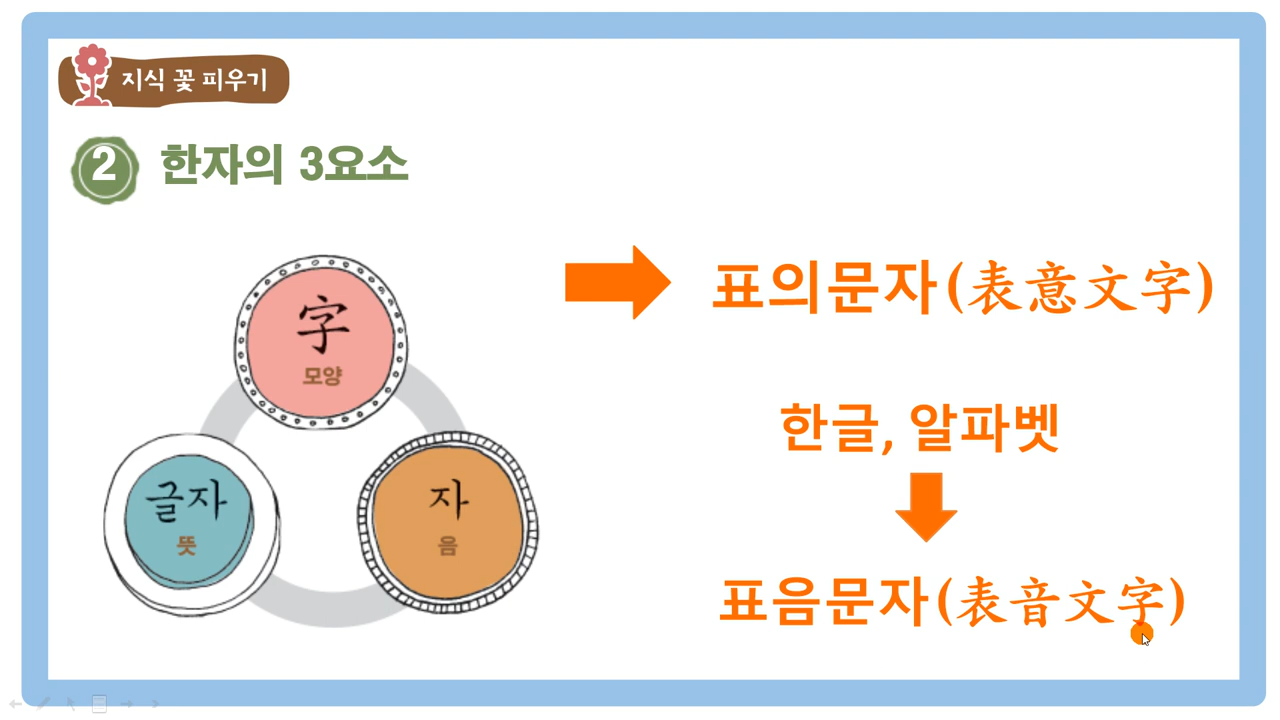 지식 꽃 피우기
2 한자의 3요소
字
모양
글자
뜻
자
음
표의문자(表意文字)
한글, 알파벳
표음문자(表音文字)